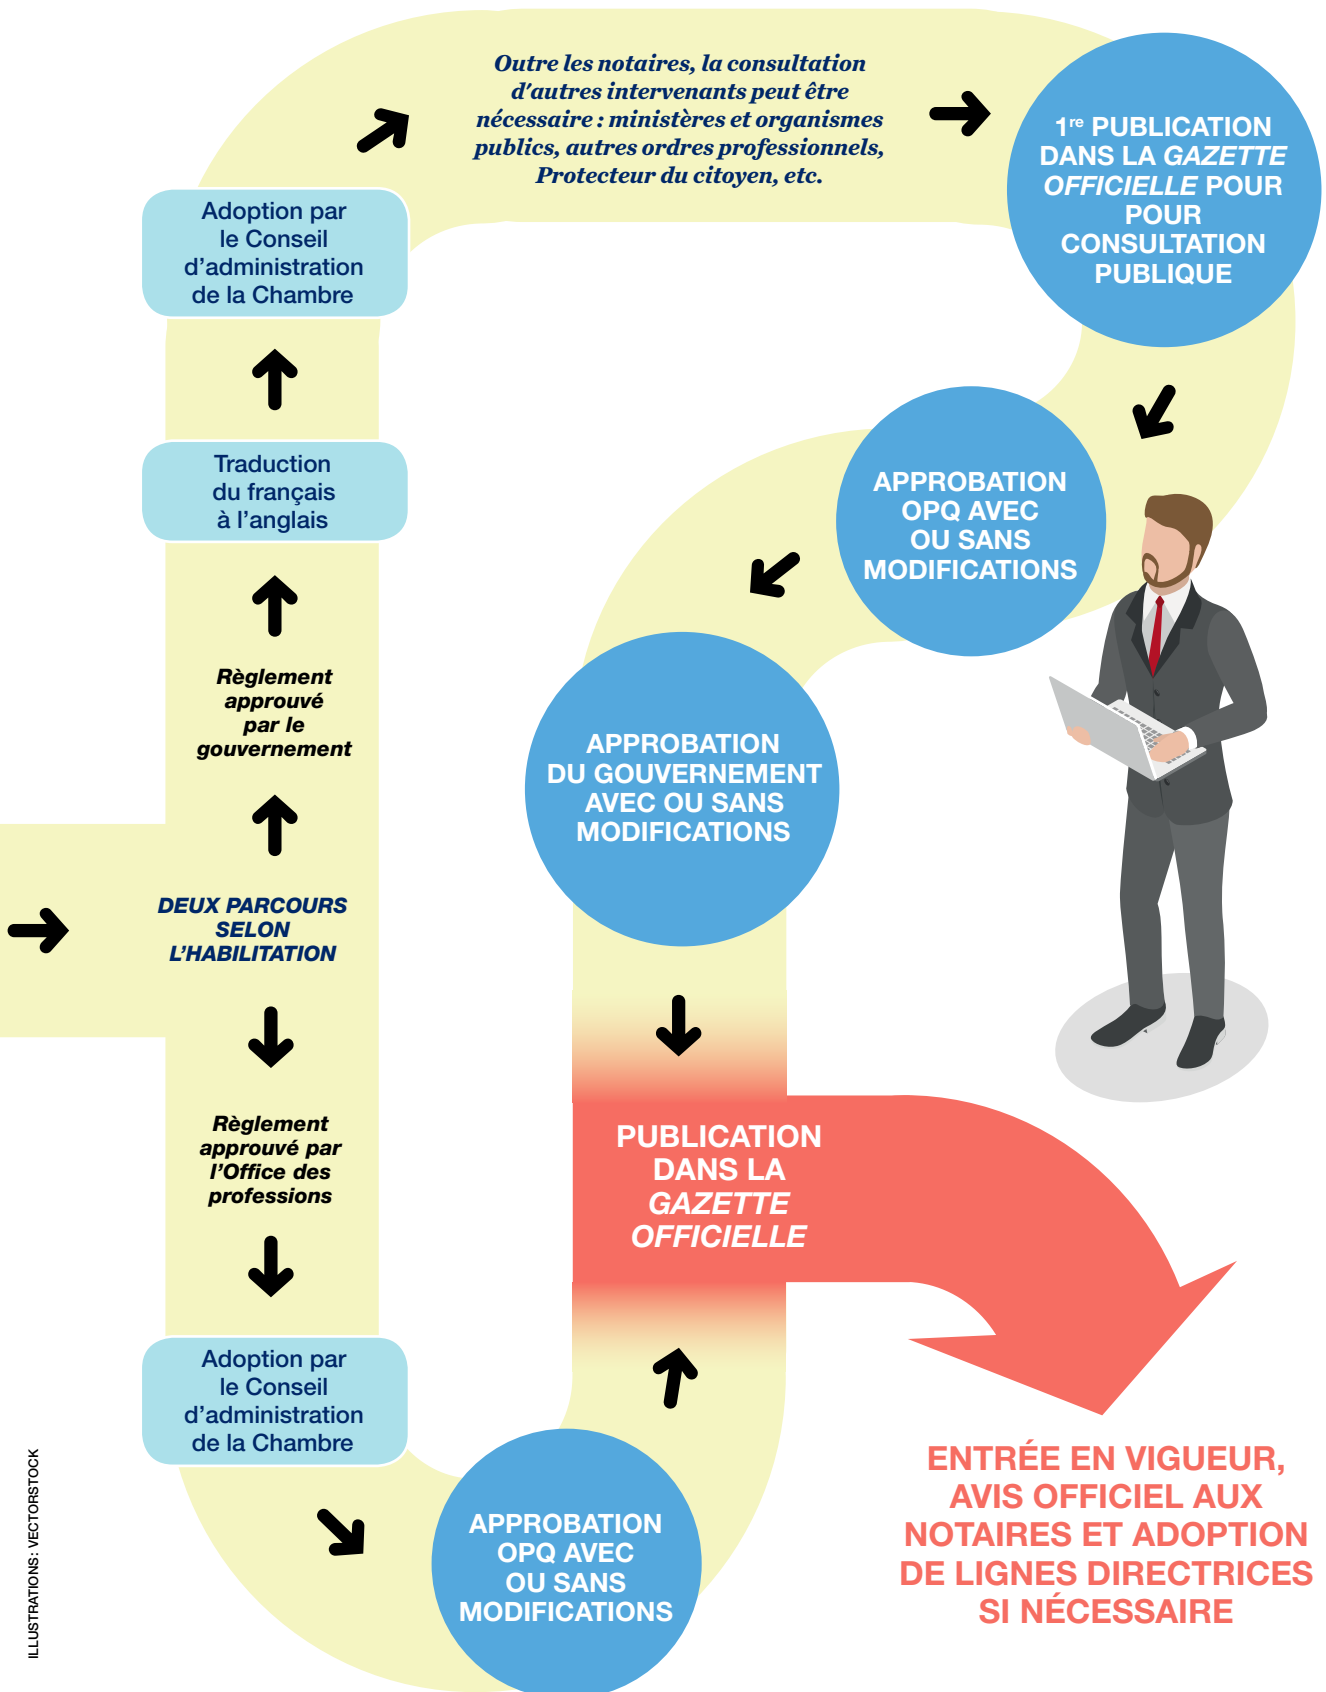 Outre les notaires, la consultation
d'autres intervenants peut être
nécessaire : ministères et organismes
publics, autres ordres professionnels,
Protecteur du citoyen, etc.
1re PUBLICATION
DANS LA GAZETTE
OFFICIELLE POUR
POUR
CONSULTATION
PUBLIQUE
Adoption par
le Conseil
d'administration
de la Chambre
Traduction
du français
à l'anglais
APPROBATION
OPQ AVEC
OU SANS
MODIFICATIONS
Règlement
approuvé
par le
gouvernement
APPROBATION
DU GOUVERNEMENT
AVEC OU SANS
MODIFICATIONS
DEUX PARCOURS
SELON
L'HABILITATION
Règlement
approuvé par
l'Office des
professions
PUBLICATION
DANS LA
GAZETTE
OFFICIELLE
Adoption par
le Conseil
d'administration
de la Chambre
APPROBATION
OPQ AVEC
OU SANS
MODIFICATIONS
ENTRÉE EN VIGUEUR,
AVIS OFFICIEL AUX
NOTAIRES ET ADOPTION
DE LIGNES DIRECTRICES
SI NÉCESSAIRE
ILLUSTRATIONS: VECTORSTOCK